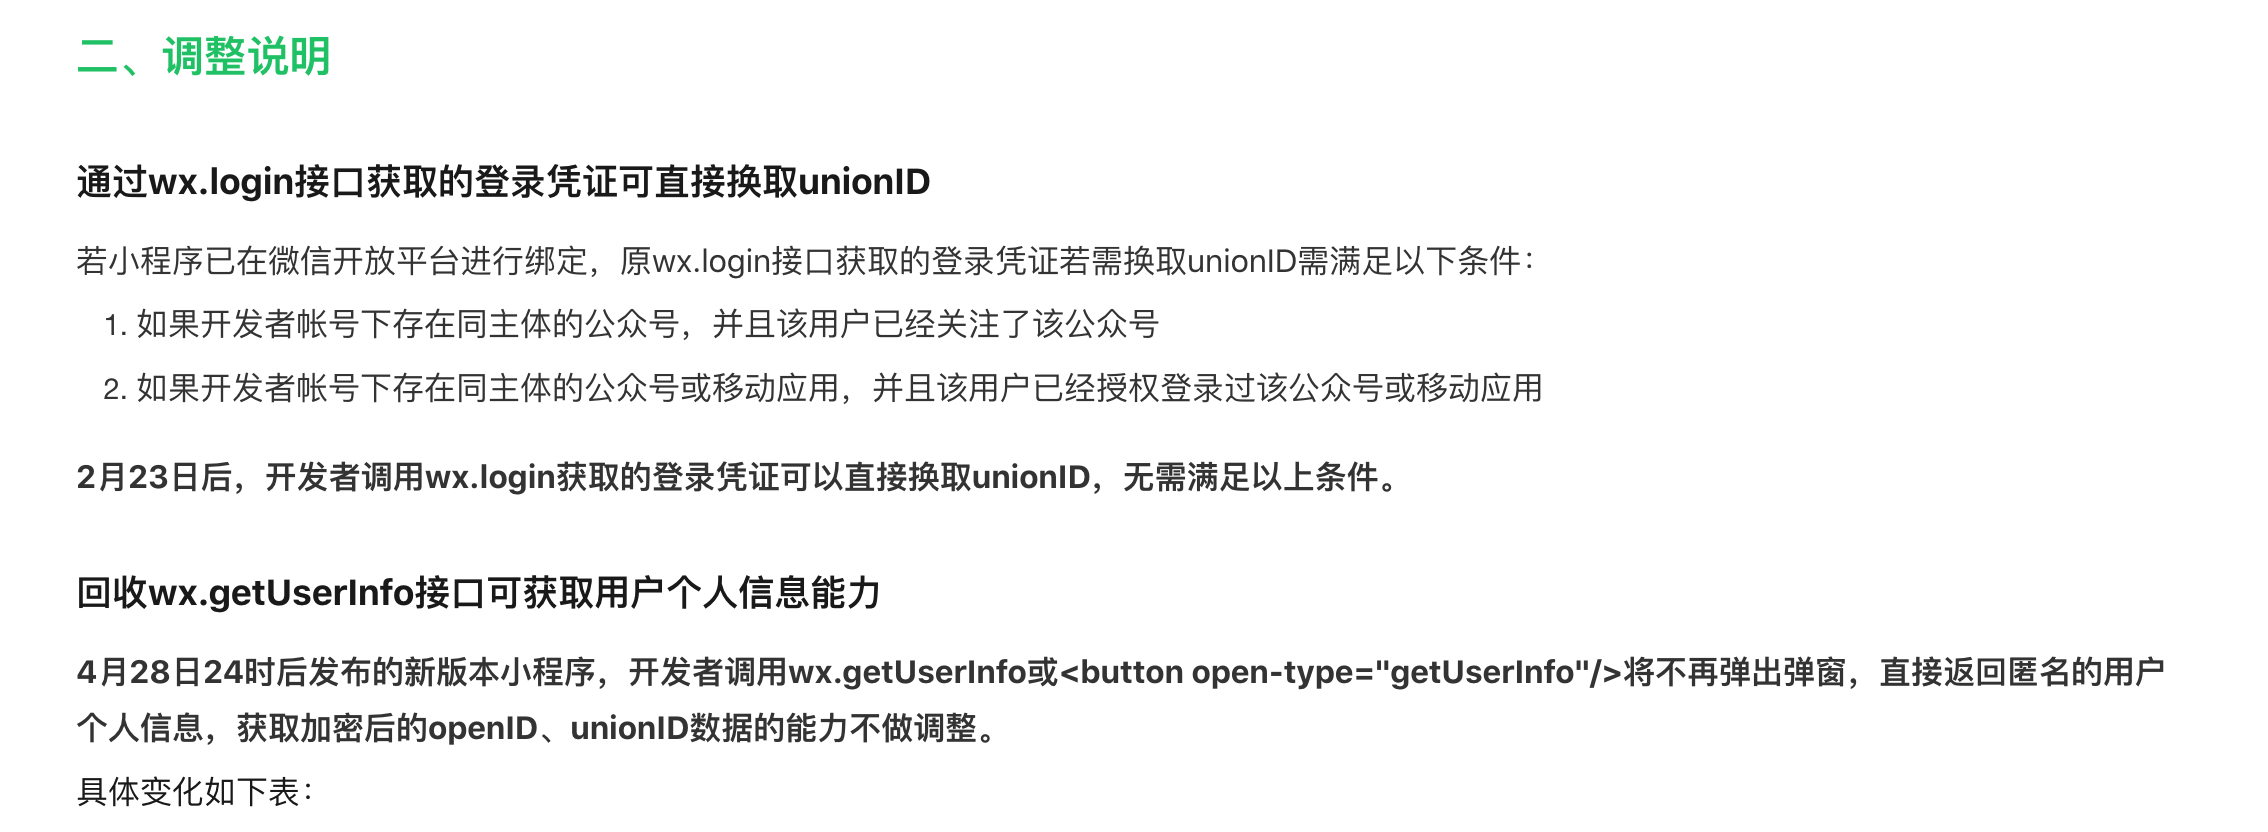 二、调整说明
通过wx.login接口获取的登录凭证可直接换取unionID
若小程序已在微信开放平台进行绑定，原wx.login接口获取的登录凭证若需换取unionID需满足以下条件：
1. 如果开发者帐号下存在同主体的公众号，并且该用户已经关注了该公众号
2. 如果开发者帐号下存在同主体的公众号或移动应用，并且该用户已经授权登录过该公众号或移动应用
2月23日后，开发者调用wx.login获取的登录凭证可以直接换取unionID，无需满足以上条件。
回收wx.getUserInfo接口可获取用户个人信息能力
4月28日24时后发布的新版本小程序，开发者调用wx.getUserInfo或<button open-type="getUserInfo"/>将不再弹出弹窗，直接返回匿名的用户
个人信息，获取加密后的openID、unionID数据的能力不做调整。
具体变化如下表：